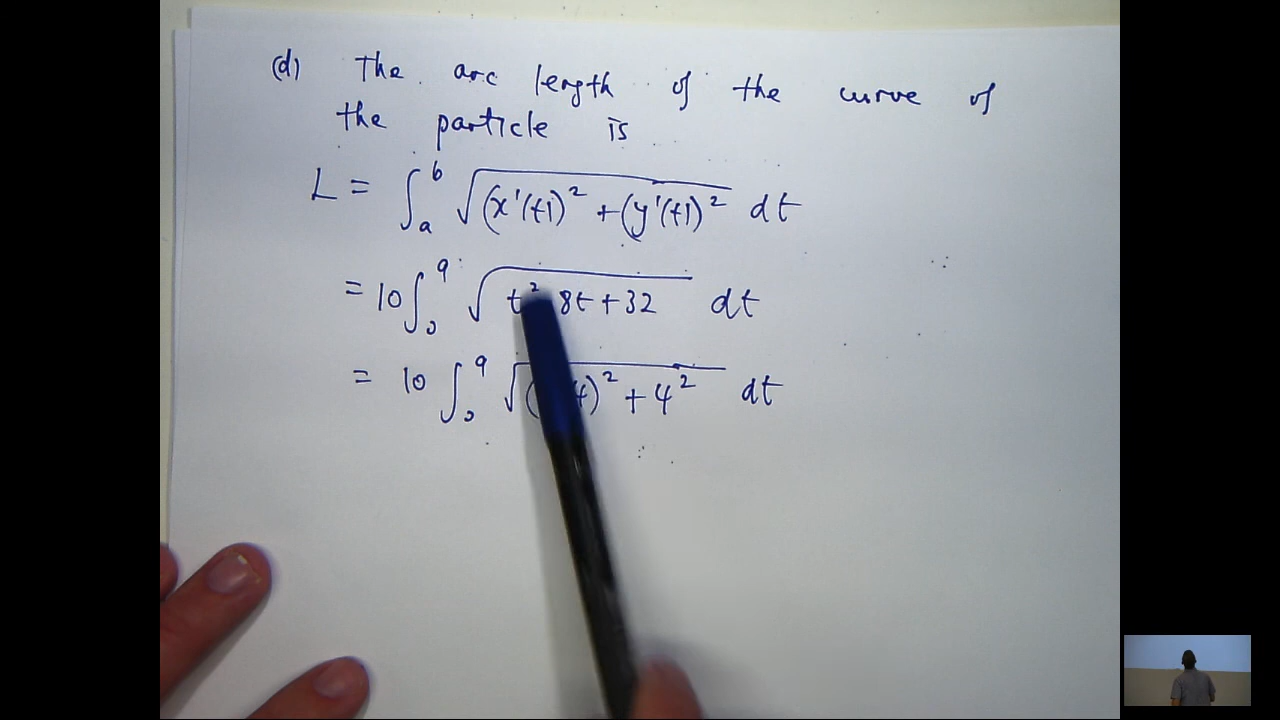 (d) The arc length of the curve of
the particle is
L = ∫_a^b √((x'(t))² + (y'(t))²) dt
= 10 ∫_0^9 √(t² 8t + 32) dt
= 10 ∫_0^9 √(( 4)² + 4²) dt